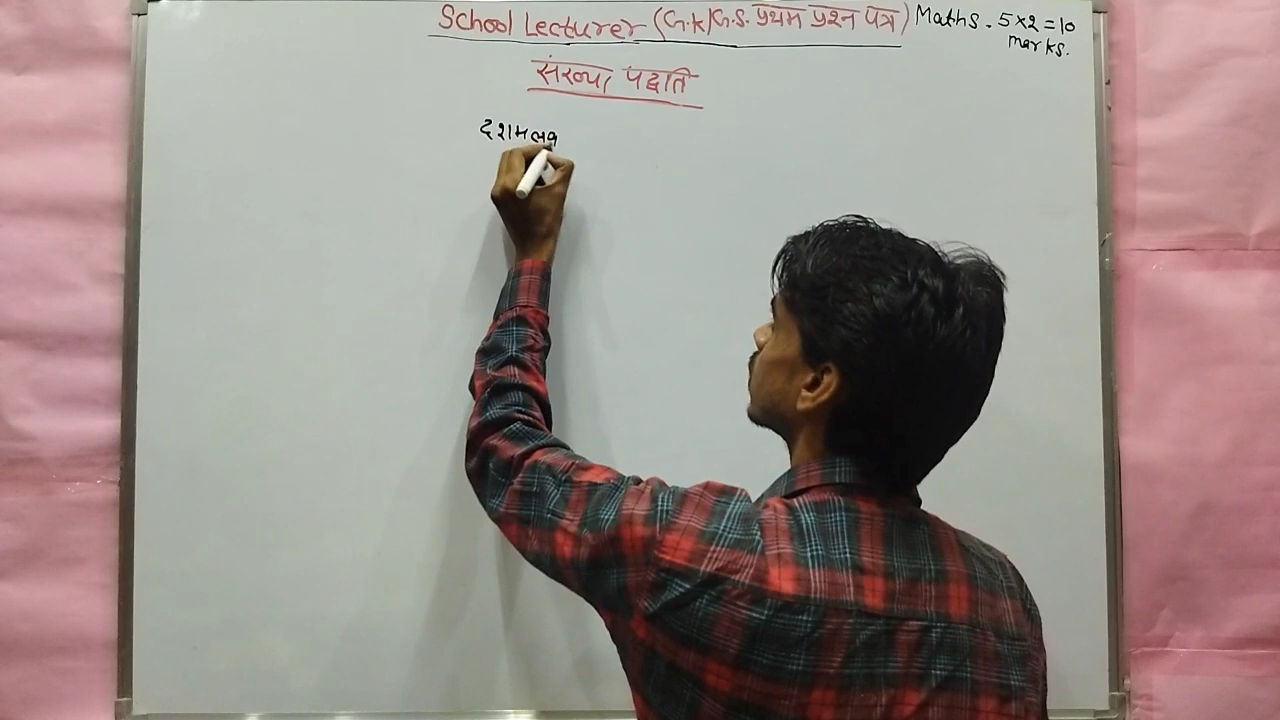 School Lecturer (G.K/G.S. प्रथम प्रश्न पत्र) Maths. 5×2=10
marks.
संख्या पद्धति
दशमलव